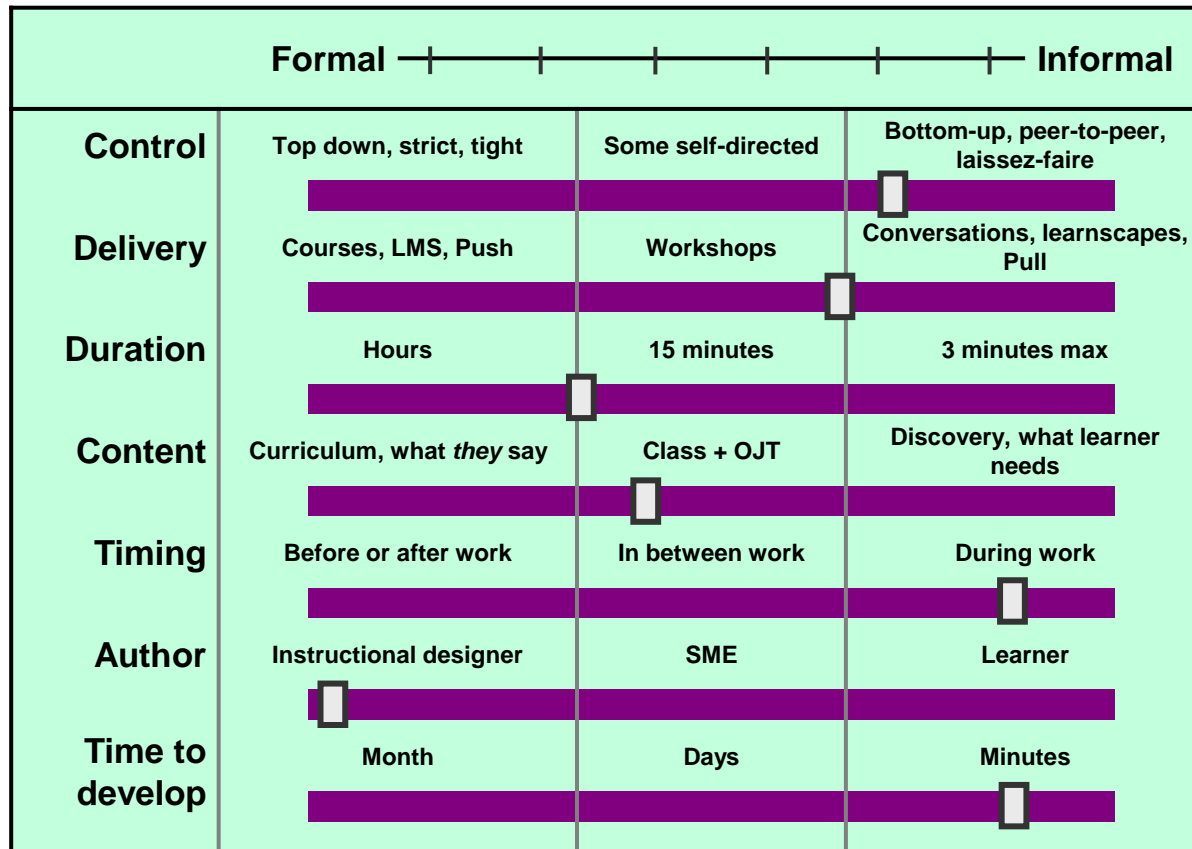 Formal Informal
Control Top down, strict, tight Some self-directed Bottom-up, peer-to-peer,
laissez-faire
Delivery Courses, LMS, Push Workshops Conversations, learnscapes,
Pull
Duration Hours 15 minutes 3 minutes max
Content Curriculum, what they say Class + OJT Discovery, what learner
needs
Timing Before or after work In between work During work
Author Instructional designer SME Learner
Time to Month Days Minutes
develop